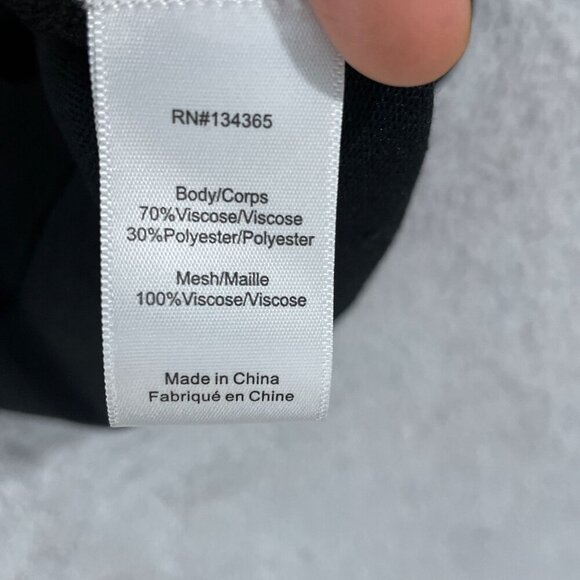 RN#134365
Body/Corps
70%Viscose/Viscose
30%Polyester/Polyester
Mesh/Maille
100%Viscose/Viscose
Made in China
Fabriqué en Chine